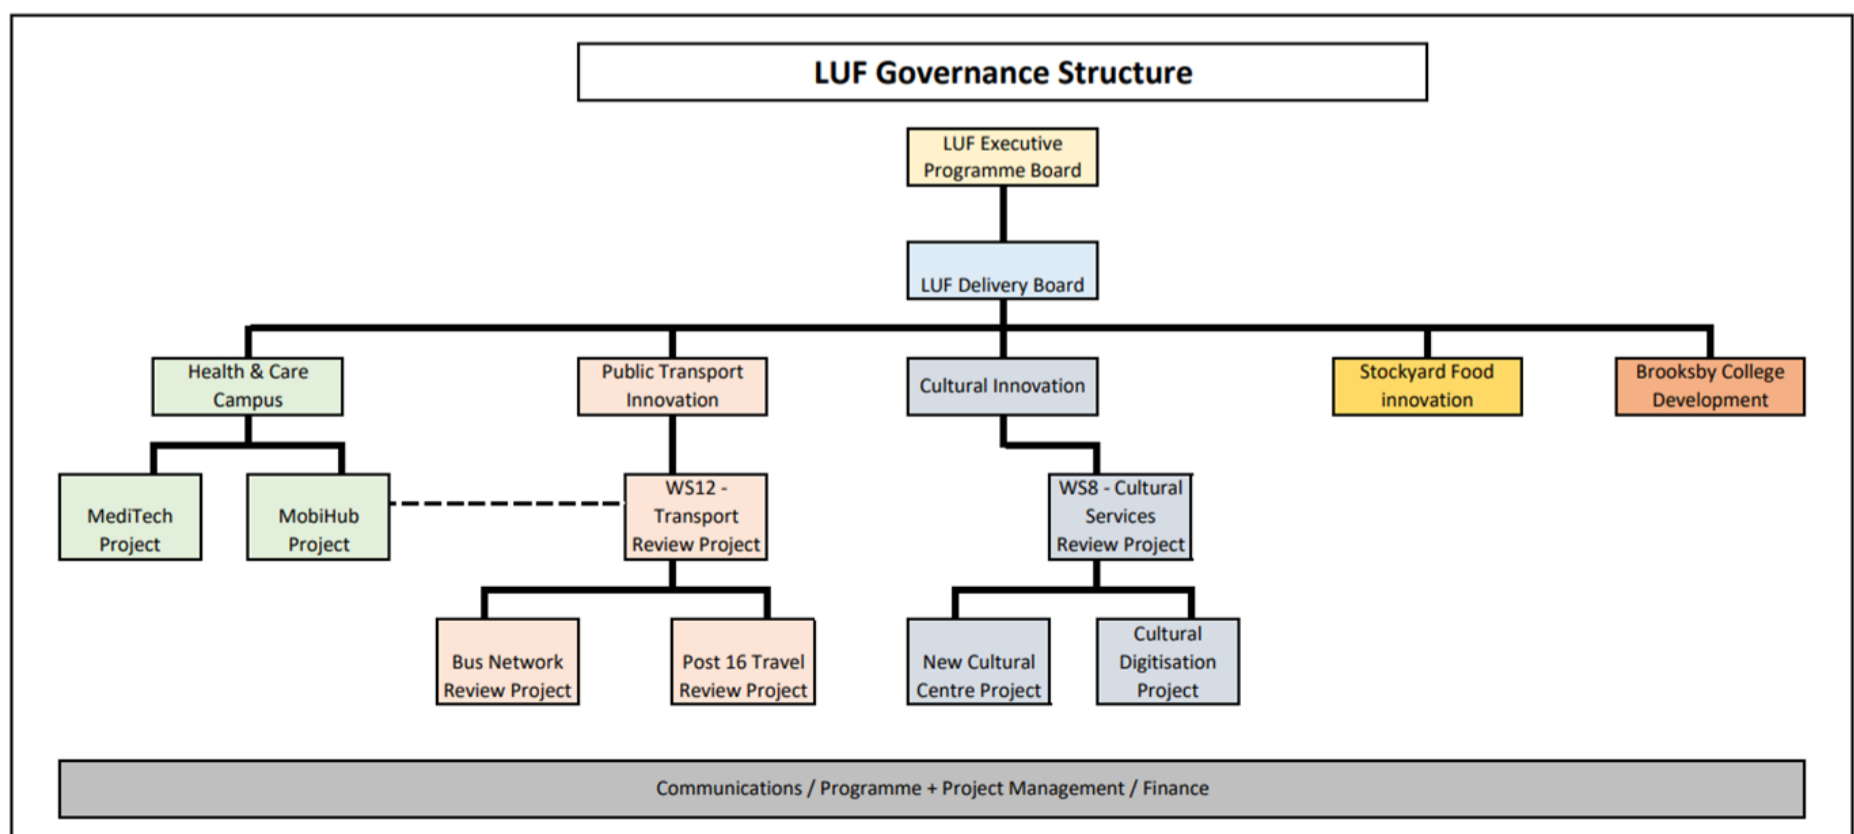 LUF Governance Structure
LUF Executive
Programme Board
LUF Delivery Board
Health & Care
Campus
Public Transport
Innovation
Cultural Innovation
Stockyard Food
innovation
Brooksby College
Development
MediTech
Project
MobiHub
Project
WS12 -
Transport
Review Project
WS8 - Cultural
Services
Review Project
Bus Network
Review Project
Post 16 Travel
Review Project
New Cultural
Centre Project
Cultural
Digitisation
Project
Communications / Programme + Project Management / Finance